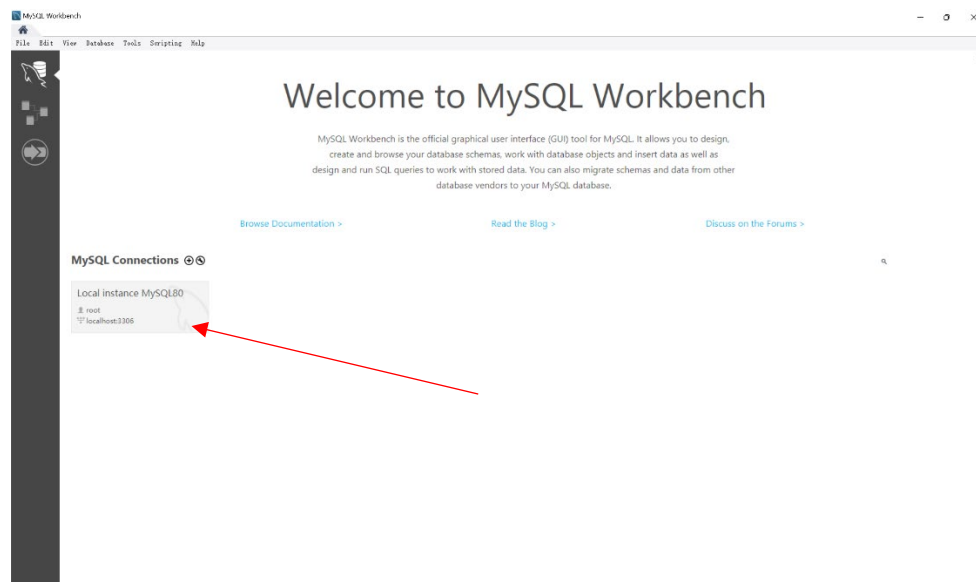 MySQL Workbench
File Edit View Database Tools Scripting Help
Welcome to MySQL Workbench
MySQL Workbench is the official graphical user interface (GUI) tool for MySQL. It allows you to design,
create and browse your database schemas, work with database objects and insert data as well as
design and run SQL queries to work with stored data. You can also migrate schemas and data from other
database vendors to your MySQL database.
Browse Documentation >
Read the Blog >
Discuss on the Forums >
MySQL Connections
Local instance MySQL80
root
localhost:3306